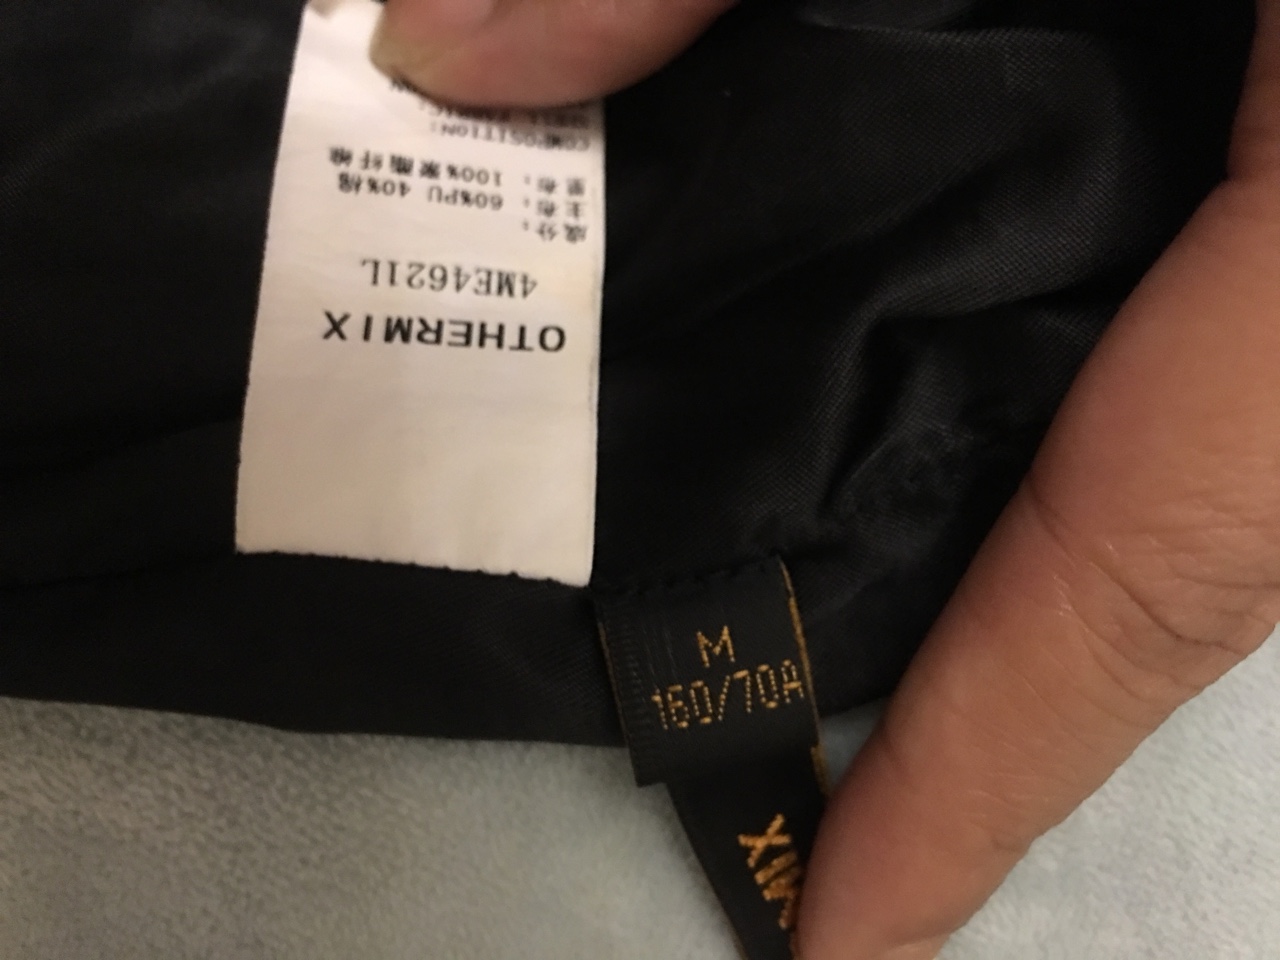 OTHERMIX
4ME4621L
成分：
主布： 60%PU 40%棉
里布： 100%聚酯纤维
COMPOSITION:
M
160/70A
MIX